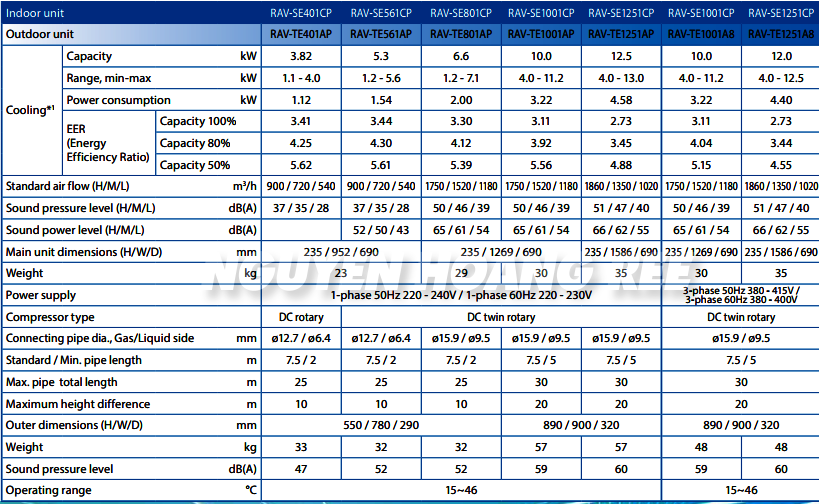 Indoor unit RAV-SE401CP RAV-SE561CP RAV-SE801CP RAV-SE1001CP RAV-SE1251CP RAV-SE1001CP RAV-SE1251CP
Outdoor unit RAV-TE401AP RAV-TE561AP RAV-TE801AP RAV-TE1001AP RAV-TE1251AP RAV-TE1001A8 RAV-TE1251A8
Cooling*1
Capacity kW 3.82 5.3 6.6 10.0 12.5 10.0 12.0
Range, min-max kW 1.1 - 4.0 1.2 - 5.6 1.2 - 7.1 4.0 - 11.2 4.0 - 13.0 4.0 - 11.2 4.0 - 12.5
Power consumption kW 1.12 1.54 2.00 3.22 4.58 3.22 4.40
EER
(Energy
Efficiency Ratio)
Capacity 100% 3.41 3.44 3.30 3.11 2.73 3.11 2.73
Capacity 80% 4.25 4.30 4.12 3.92 3.45 4.04 3.44
Capacity 50% 5.62 5.61 5.39 5.56 4.88 5.15 4.55
Standard air flow (H/M/L) m³/h 900 / 720 / 540 900 / 720 / 540 1750 / 1520 / 1180 1750 / 1520 / 1180 1860 / 1350 / 1020 1750 / 1520 / 1180 1860 / 1350 / 1020
Sound pressure level (H/M/L) dB(A) 37 / 35 / 28 37 / 35 / 28 50 / 46 / 39 50 / 46 / 39 51 / 47 / 40 50 / 46 / 39 51 / 47 / 40
Sound power level (H/M/L) dB(A) 52 / 50 / 43 65 / 61 / 54 65 / 61 / 54 66 / 62 / 55 65 / 61 / 54 66 / 62 / 55
Main unit dimensions (H/W/D) mm 235 / 952 / 690 235 / 1269 / 690 235 / 1586 / 690 235 / 1269 / 690 235 / 1586 / 690
Weight kg 23 29 30 35 30 35
NGUYEN HOANG REE
Power supply 1-phase 50Hz 220 - 240V / 1-phase 60Hz 220 - 230V 3-phase 50Hz 380 - 415V /
3-phase 60Hz 380 - 400V
Compressor type DC rotary DC twin rotary DC twin rotary
Connecting pipe dia., Gas/Liquid side mm ø12.7 / ø6.4 ø12.7 / ø6.4 ø15.9 / ø9.5 ø15.9 / ø9.5 ø15.9 / ø9.5 ø15.9 / ø9.5
Standard / Min. pipe length m 7.5 / 2 7.5 / 2 7.5 / 2 7.5 / 5 7.5 / 5 7.5 / 5
Max. pipe total length m 25 25 25 30 30 30
Maximum height difference m 10 10 10 20 20 20
Outer dimensions (H/W/D) mm 550 / 780 / 290 890 / 900 / 320 890 / 900 / 320
Weight kg 33 32 32 57 57 48 48
Sound pressure level dB(A) 47 52 52 59 60 59 60
Operating range °C 15~46 15~46